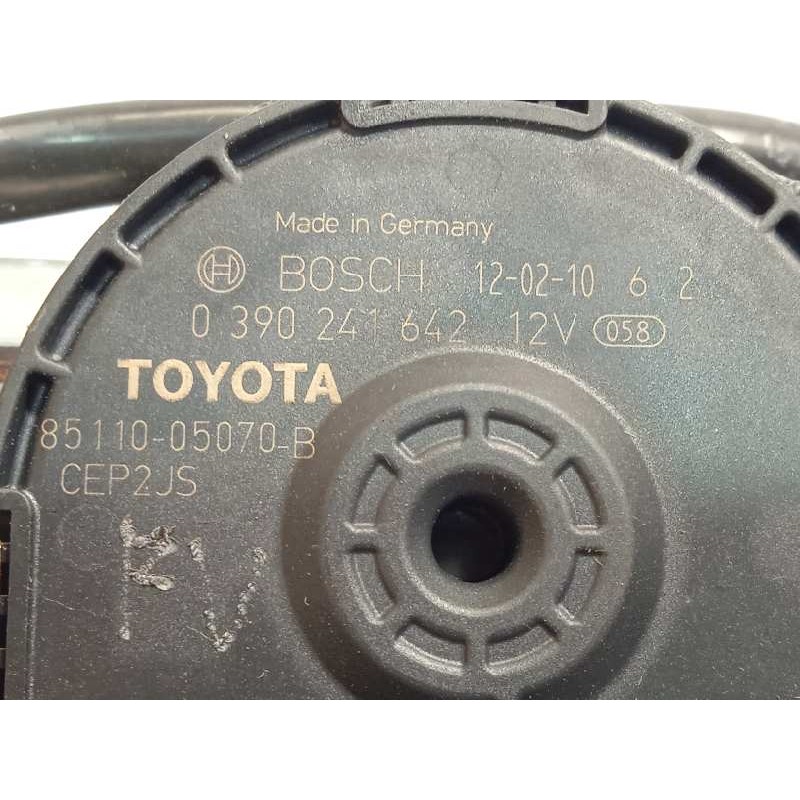 Made in Germany
BOSCH 12-02-10 6 2
0 390 241 642 12V 058
TOYOTA
85110-05070-B
CEP2JS
FV